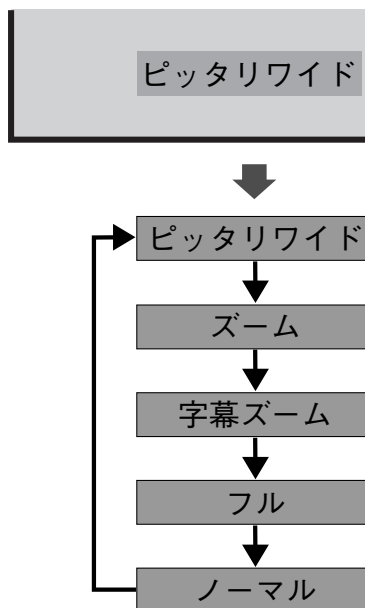 ピッタリワイド
ピッタリワイド
ズーム
字幕ズーム
フル
ノーマル